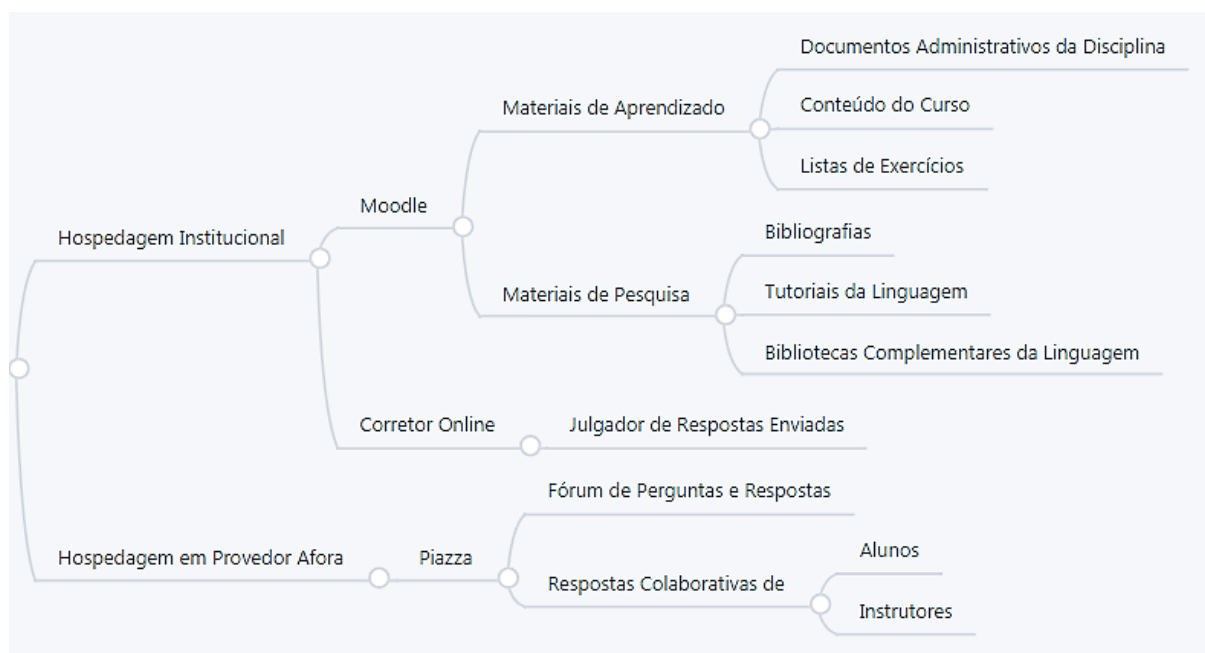 Documentos Administrativos da Disciplina
Materiais de Aprendizado
Conteúdo do Curso
Listas de Exercícios
Moodle
Hospedagem Institucional
Bibliografias
Materiais de Pesquisa
Tutoriais da Linguagem
Bibliotecas Complementares da Linguagem
Corretor Online
Julgador de Respostas Enviadas
Fórum de Perguntas e Respostas
Hospedagem em Provedor Afora
Piazza
Respostas Colaborativas de
Alunos
Instrutores